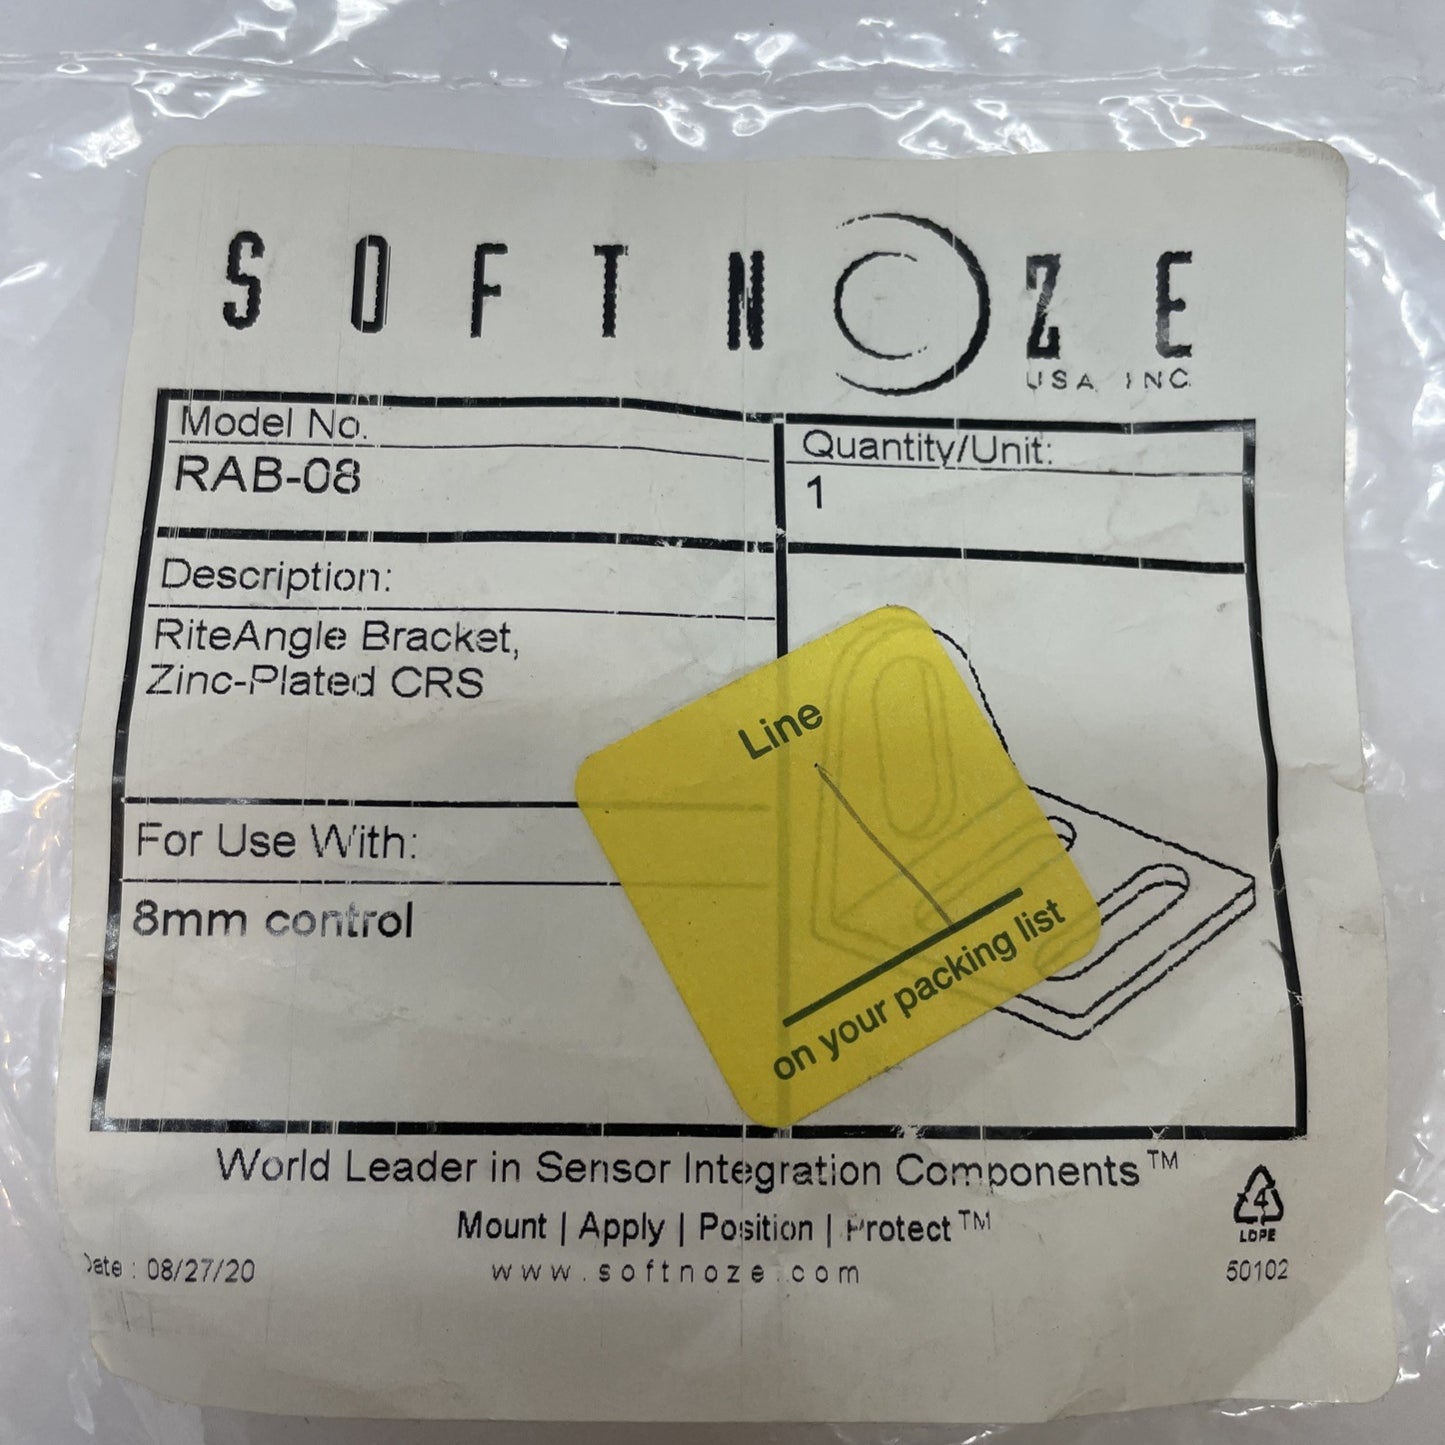 SOFTNOZE
USA INC
Model No.
RAB-08
Quantity/Unit:
1
Description:
RiteAngle Bracket,
Zinc-Plated CRS
For Use With:
8mm control
Line
on your packing list
World Leader in Sensor Integration Components™
Mount | Apply | Position | Protect™
4
LDPE
Date : 08/27/20
www.softnoze.com
50102